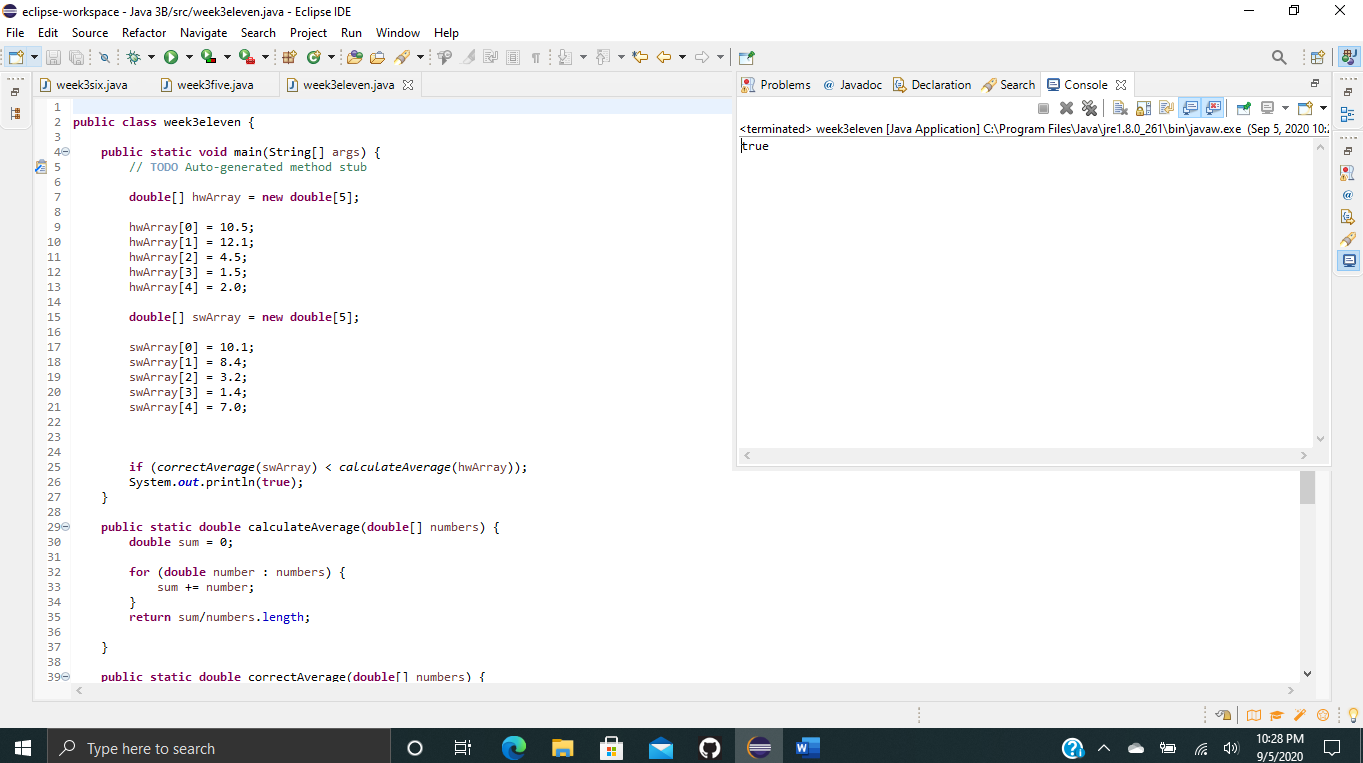 eclipse-workspace - Java 3B/src/week3eleven.java - Eclipse IDE
File Edit Source Refactor Navigate Search Project Run Window Help
week3six.java week3five.java week3eleven.java
Problems @ Javadoc Declaration Search Console
<terminated> week3eleven [Java Application] C:\Program Files\Java\jre1.8.0_261\bin\javaw.exe (Sep 5, 2020 10:2
true
1
2 public class week3eleven {
3
4 public static void main(String[] args) {
5 // TODO Auto-generated method stub
6
7 double[] hwArray = new double[5];
8
9 hwArray[0] = 10.5;
10 hwArray[1] = 12.1;
11 hwArray[2] = 4.5;
12 hwArray[3] = 1.5;
13 hwArray[4] = 2.0;
14
15 double[] swArray = new double[5];
16
17 swArray[0] = 10.1;
18 swArray[1] = 8.4;
19 swArray[2] = 3.2;
20 swArray[3] = 1.4;
21 swArray[4] = 7.0;
22
23
24
25 if (correctAverage(swArray) < calculateAverage(hwArray));
26 System.out.println(true);
27 }
28
29 public static double calculateAverage(double[] numbers) {
30 double sum = 0;
31
32 for (double number : numbers) {
33 sum += number;
34 }
35 return sum/numbers.length;
36
37 }
38
39 public static double correctAverage(double[] numbers) {
Type here to search
10:28 PM
9/5/2020